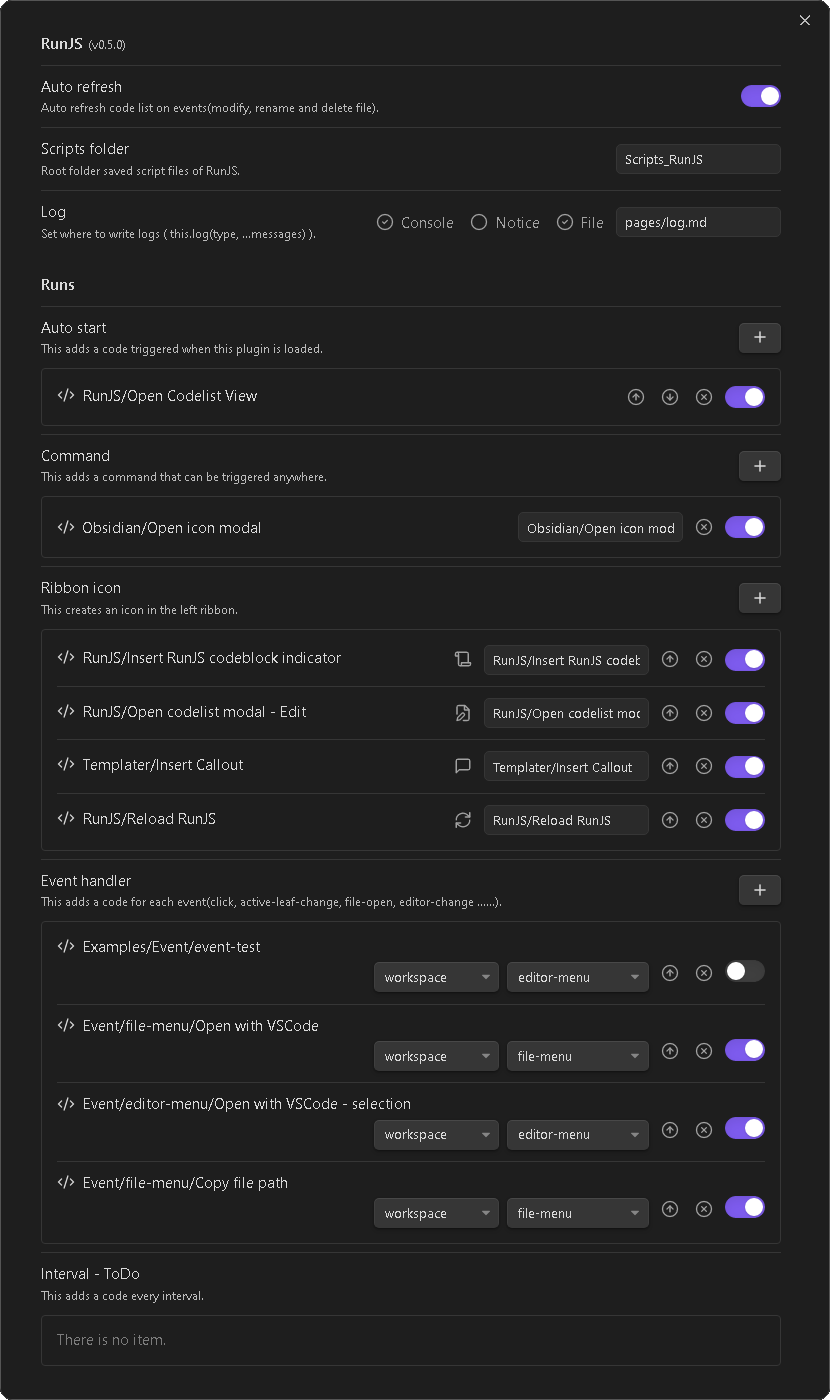 RunJS (v0.5.0)
Auto refresh
Auto refresh code list on events(modify, rename and delete file).
Scripts folder
Root folder saved script files of RunJS.
Scripts_RunJS
Log
Set where to write logs ( this.log(type, ...messages) ).
Console
Notice
File
pages/log.md
Runs
Auto start
This adds a code triggered when this plugin is loaded.
RunJS/Open Codelist View
Command
This adds a command that can be triggered anywhere.
Obsidian/Open icon modal
Obsidian/Open icon mod
Ribbon icon
This creates an icon in the left ribbon.
RunJS/Insert RunJS codeblock indicator
RunJS/Insert RunJS codeb
RunJS/Open codelist modal - Edit
RunJS/Open codelist moc
Templater/Insert Callout
Templater/Insert Callout
RunJS/Reload RunJS
RunJS/Reload RunJS
Event handler
This adds a code for each event(click, active-leaf-change, file-open, editor-change ......).
Examples/Event/event-test
workspace
editor-menu
Event/file-menu/Open with VSCode
workspace
file-menu
Event/editor-menu/Open with VSCode - selection
workspace
editor-menu
Event/file-menu/Copy file path
workspace
file-menu
Interval - ToDo
This adds a code every interval.
There is no item.